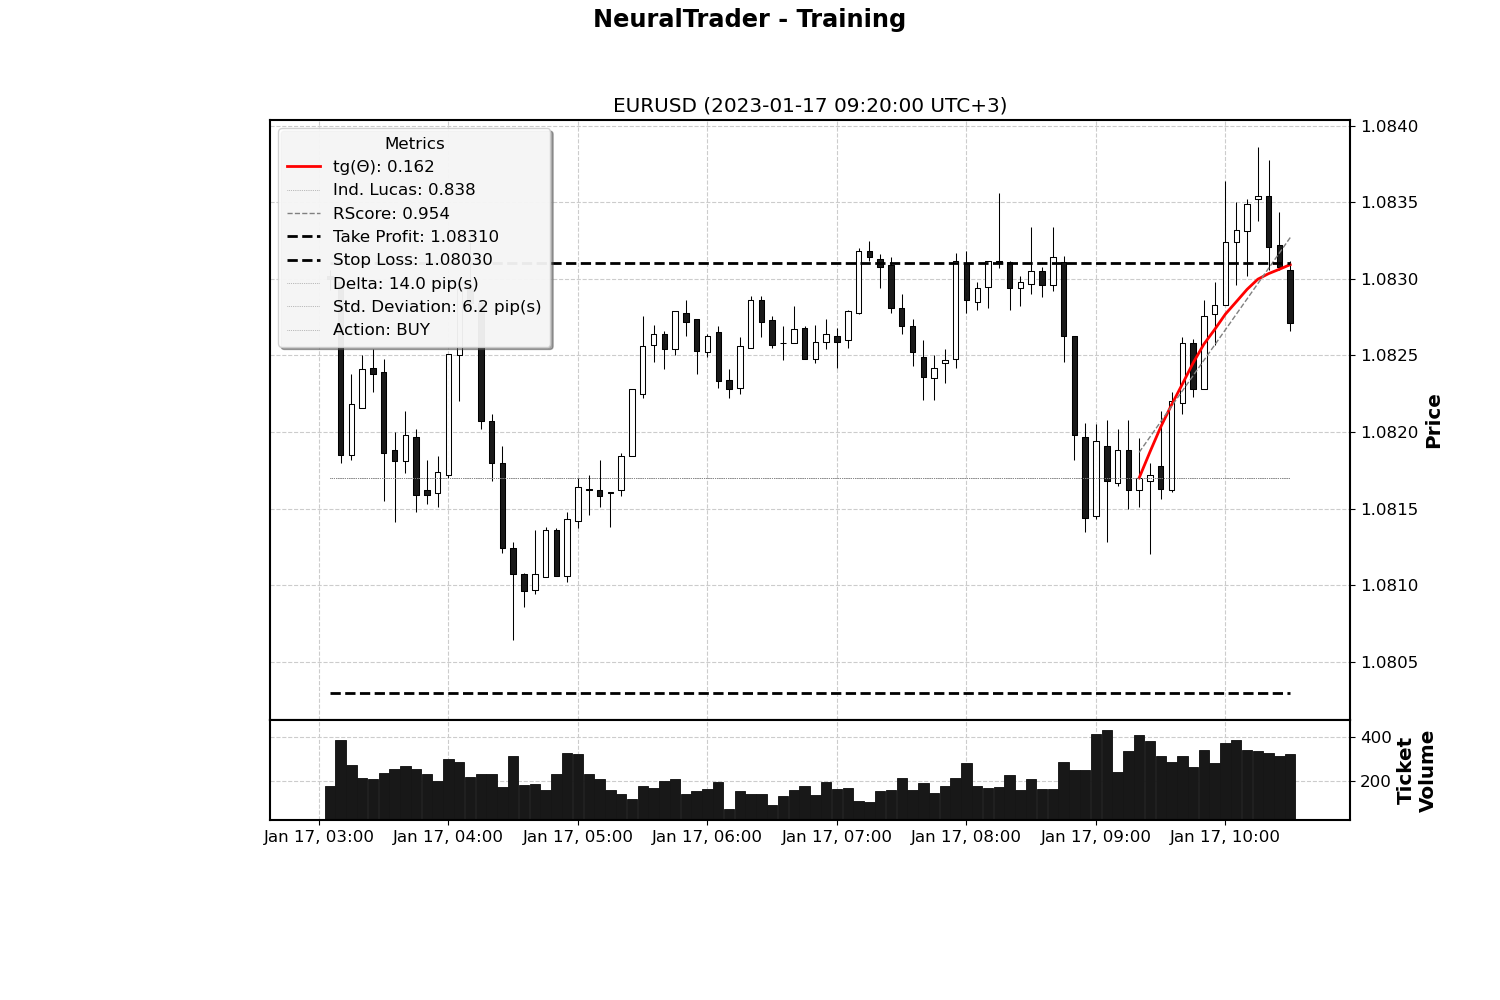 NeuralTrader - Training
EURUSD (2023-01-17 09:20:00 UTC+3)
Metrics
tg(Θ): 0.162
Ind. Lucas: 0.838
RScore: 0.954
Take Profit: 1.08310
Stop Loss: 1.08030
Delta: 14.0 pip(s)
Std. Deviation: 6.2 pip(s)
Action: BUY
1.0840
1.0835
1.0830
1.0825
1.0820
1.0815
1.0810
1.0805
Price
400
200
Ticket
Volume
Jan 17, 03:00
Jan 17, 04:00
Jan 17, 05:00
Jan 17, 06:00
Jan 17, 07:00
Jan 17, 08:00
Jan 17, 09:00
Jan 17, 10:00